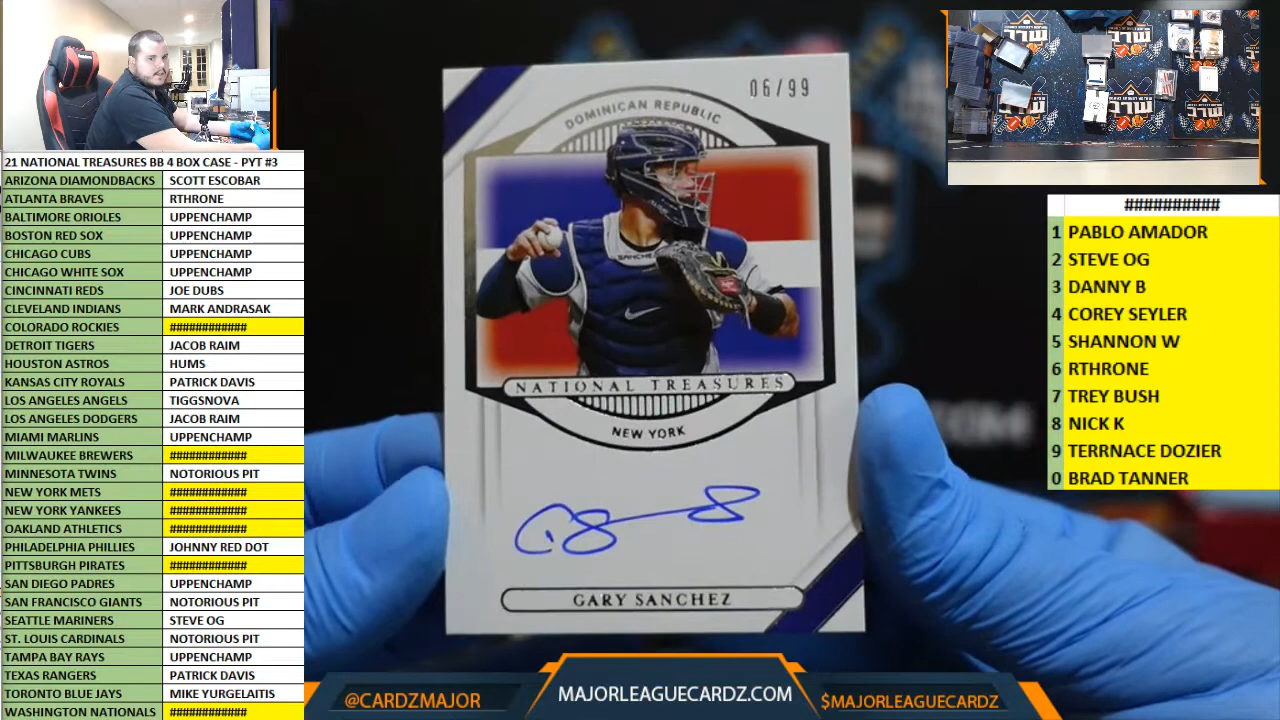 21 NATIONAL TREASURES BB 4 BOX CASE - PYT #3
ARIZONA DIAMONDBACKS SCOTT ESCOBAR
ATLANTA BRAVES RTHRONE
BALTIMORE ORIOLES UPPENCHAMP
BOSTON RED SOX UPPENCHAMP
CHICAGO CUBS UPPENCHAMP
CHICAGO WHITE SOX UPPENCHAMP
CINCINNATI REDS JOE DUBS
CLEVELAND INDIANS MARK ANDRASAK
COLORADO ROCKIES ############
DETROIT TIGERS JACOB RAIM
HOUSTON ASTROS HUMS
KANSAS CITY ROYALS PATRICK DAVIS
LOS ANGELES ANGELS TIGGSNOVA
LOS ANGELES DODGERS JACOB RAIM
MIAMI MARLINS UPPENCHAMP
MILWAUKEE BREWERS ############
MINNESOTA TWINS NOTORIOUS PIT
NEW YORK METS ############
NEW YORK YANKEES ############
OAKLAND ATHLETICS ############
PHILADELPHIA PHILLIES JOHNNY RED DOT
PITTSBURGH PIRATES ############
SAN DIEGO PADRES UPPENCHAMP
SAN FRANCISCO GIANTS NOTORIOUS PIT
SEATTLE MARINERS STEVE OG
ST. LOUIS CARDINALS NOTORIOUS PIT
TAMPA BAY RAYS UPPENCHAMP
TEXAS RANGERS PATRICK DAVIS
TORONTO BLUE JAYS MIKE YURGELAITIS
WASHINGTON NATIONALS ############
06/99
DOMINICAN REPUBLIC
SANCHEZ
NATIONAL TREASURES
NEW YORK
GARY SANCHEZ
##########
1 PABLO AMADOR
2 STEVE OG
3 DANNY B
4 COREY SEYLER
5 SHANNON W
6 RTHRONE
7 TREY BUSH
8 NICK K
9 TERRNACE DOZIER
0 BRAD TANNER
@CARDZMAJOR
MAJORLEAGUECARDZ.COM
$MAJORLEAGUECARDZ